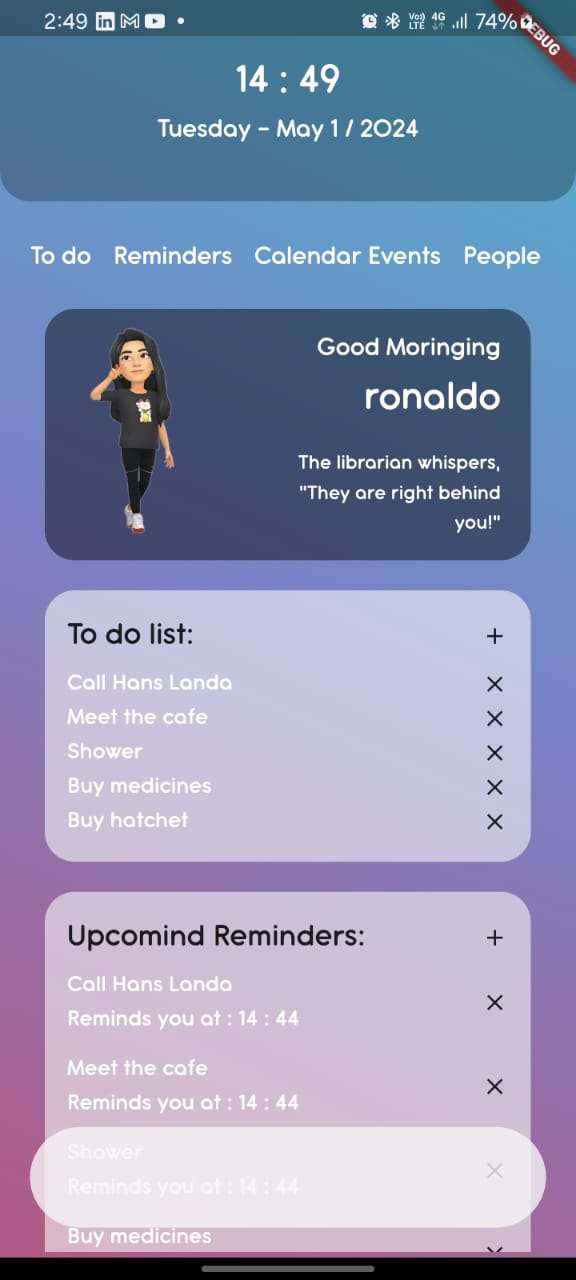 2:49
Vo)) 4G
LTE
74%
DEBUG
14 : 49
Tuesday - May 1 / 2024
To do Reminders Calendar Events People
Good Moringing
ronaldo
The librarian whispers,
"They are right behind
you!"
To do list: +
Call Hans Landa
Meet the cafe
Shower
Buy medicines
Buy hatchet
Upcomind Reminders: +
Call Hans Landa
Reminds you at : 14 : 44
Meet the cafe
Reminds you at : 14 : 44
Shower
Reminds you at : 14 : 44
Buy medicines